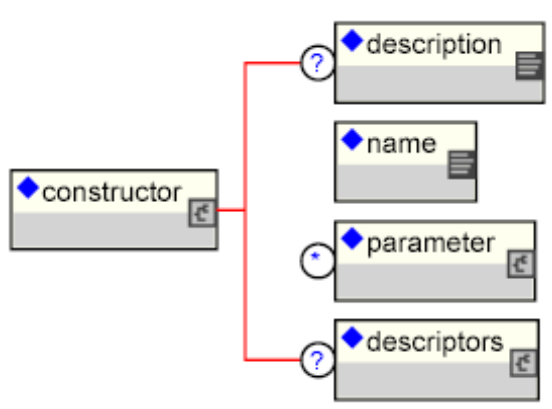 ? description
name
constructor
* parameter
? descriptors